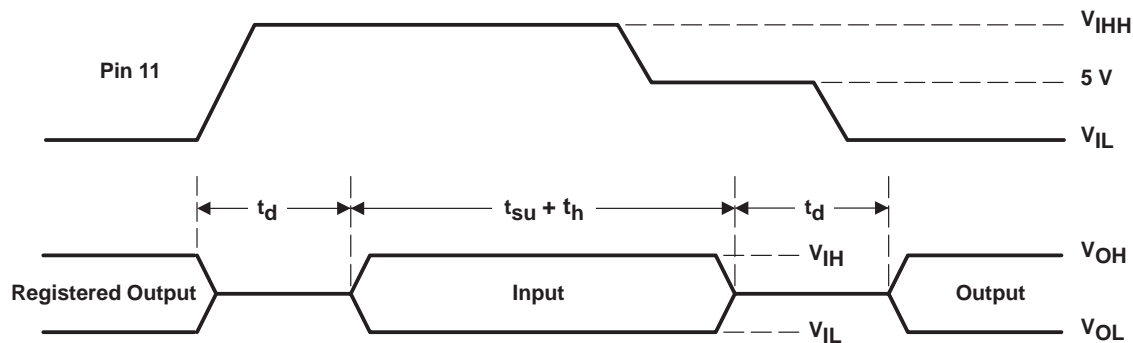 VIHH
Pin 11
5 V
VIL
td
tsu + th
td
VIH
VOH
Registered Output
Input
Output
VIL
VOL